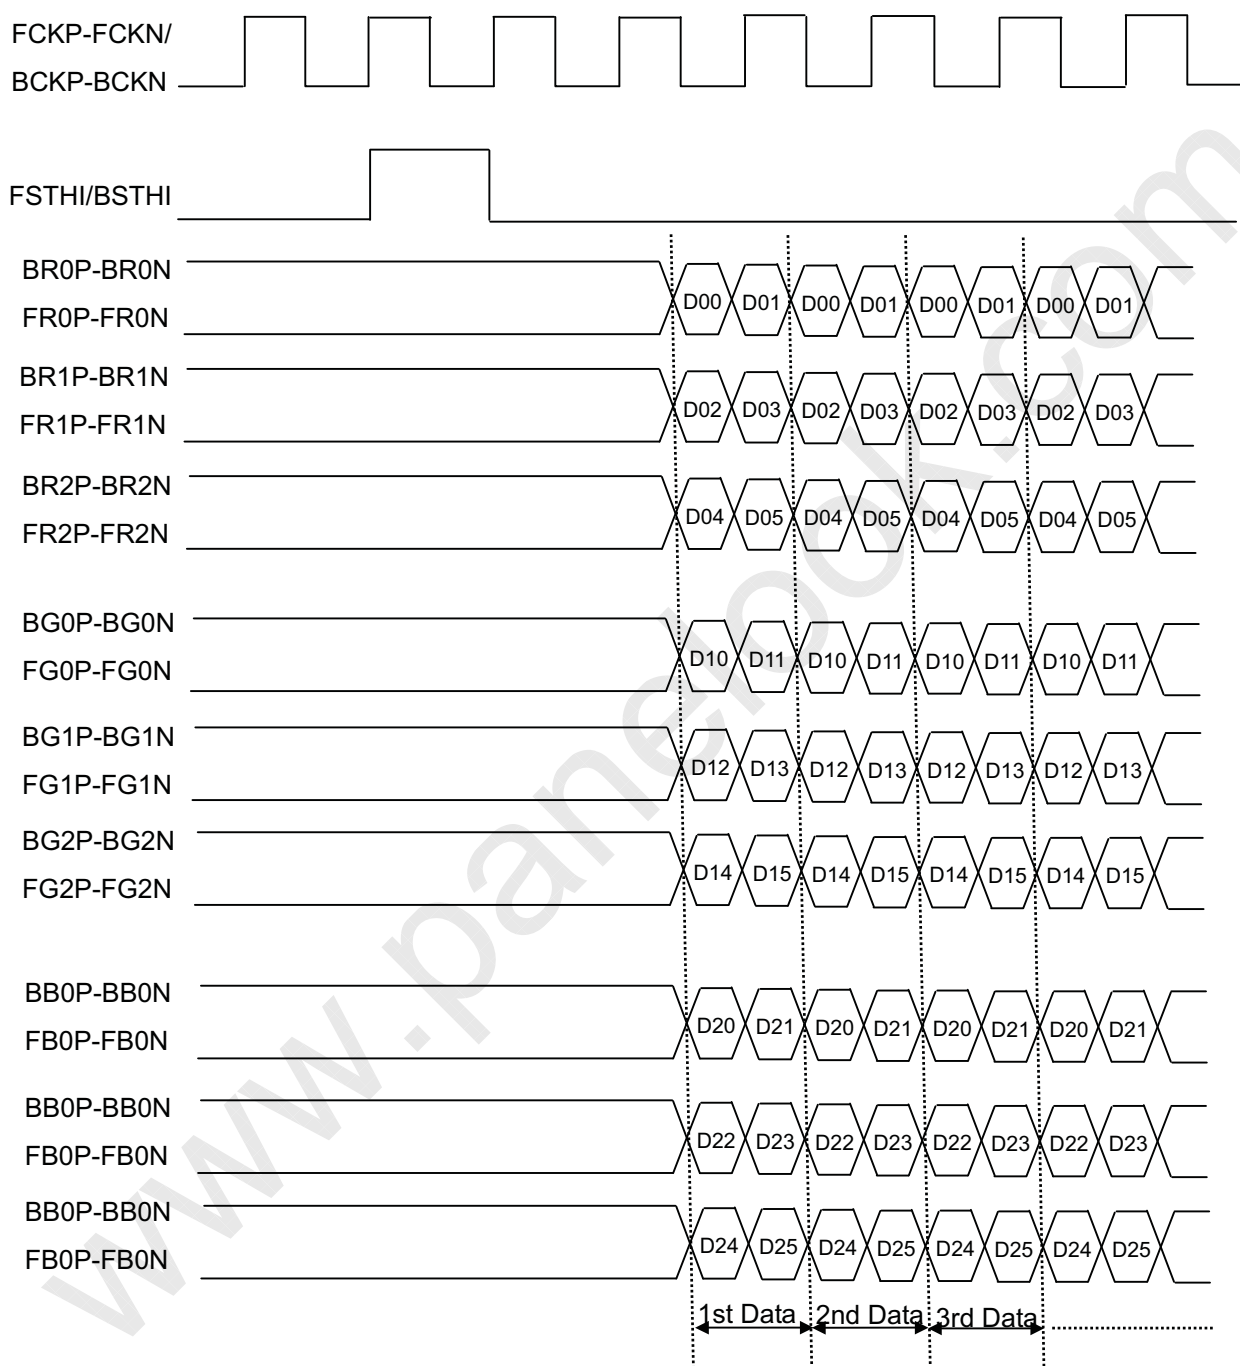 FCKP-FCKN/
BCKP-BCKN
FSTHI/BSTHI
BR0P-BR0N
FR0P-FR0N
D00 D01 D00 D01 D00 D01 D00 D01
BR1P-BR1N
FR1P-FR1N
D02 D03 D02 D03 D02 D03 D02 D03
BR2P-BR2N
FR2P-FR2N
D04 D05 D04 D05 D04 D05 D04 D05
BG0P-BG0N
FG0P-FG0N
D10 D11 D10 D11 D10 D11 D10 D11
BG1P-BG1N
FG1P-FG1N
D12 D13 D12 D13 D12 D13 D12 D13
BG2P-BG2N
FG2P-FG2N
D14 D15 D14 D15 D14 D15 D14 D15
BB0P-BB0N
FB0P-FB0N
D20 D21 D20 D21 D20 D21 D20 D21
BB0P-BB0N
FB0P-FB0N
D22 D23 D22 D23 D22 D23 D22 D23
BB0P-BB0N
FB0P-FB0N
D24 D25 D24 D25 D24 D25 D24 D25
1st Data 2nd Data 3rd Data
www.panelook.com